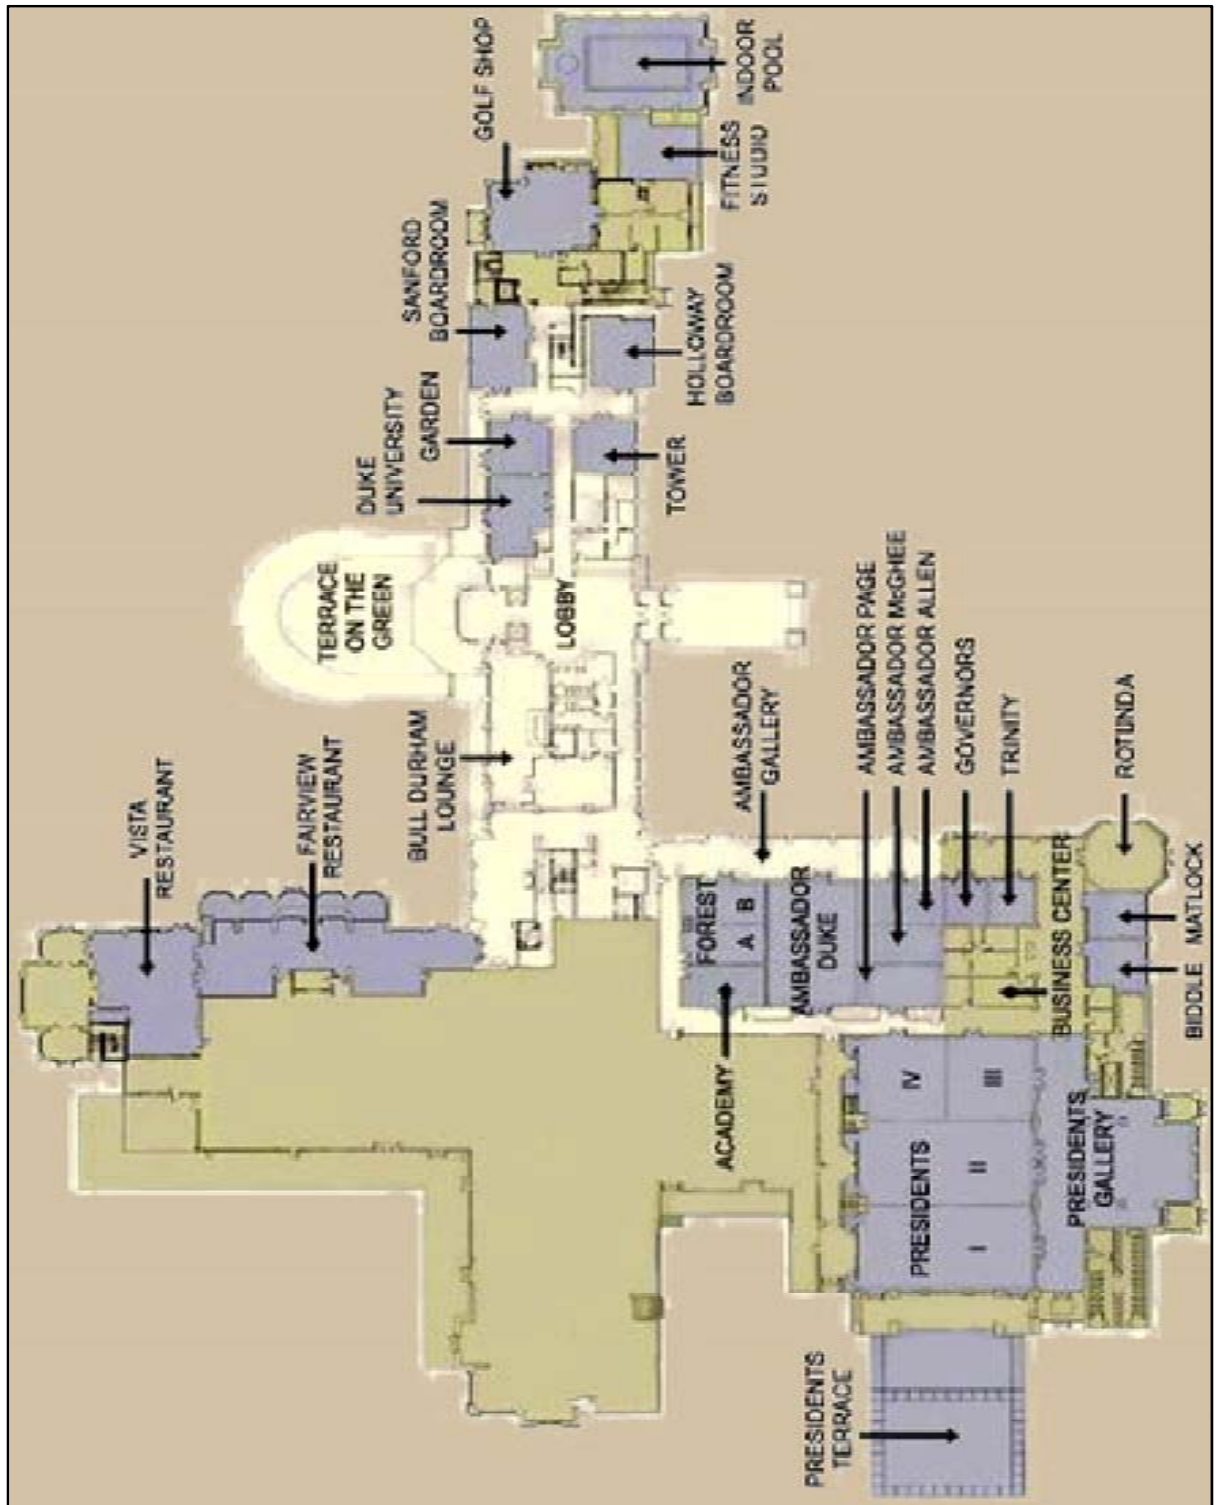 GOLF SHOP
INDOOR
POOL
FITNESS
STUDIO
SANFORD
BOARDROOM
HOLLOWAY
BOARDROOM
DUKE
UNIVERSITY
GARDEN
TOWER
TERRACE
ON THE
GREEN
LOBBY
BULL DURHAM
LOUNGE
VISTA
RESTAURANT
FAIRVIEW
RESTAURANT
AMBASSADOR
GALLERY
AMBASSADOR PAGE
AMBASSADOR McGHEE
AMBASSADOR ALLEN
GOVERNORS
TRINITY
ROTUNDA
FOREST
A B
AMBASSADOR
DUKE
BUSINESS CENTER
MATLOCK
BIDDLE
ACADEMY
PRESIDENTS
I
II
III
IV
PRESIDENTS
GALLERY
PRESIDENTS
TERRACE